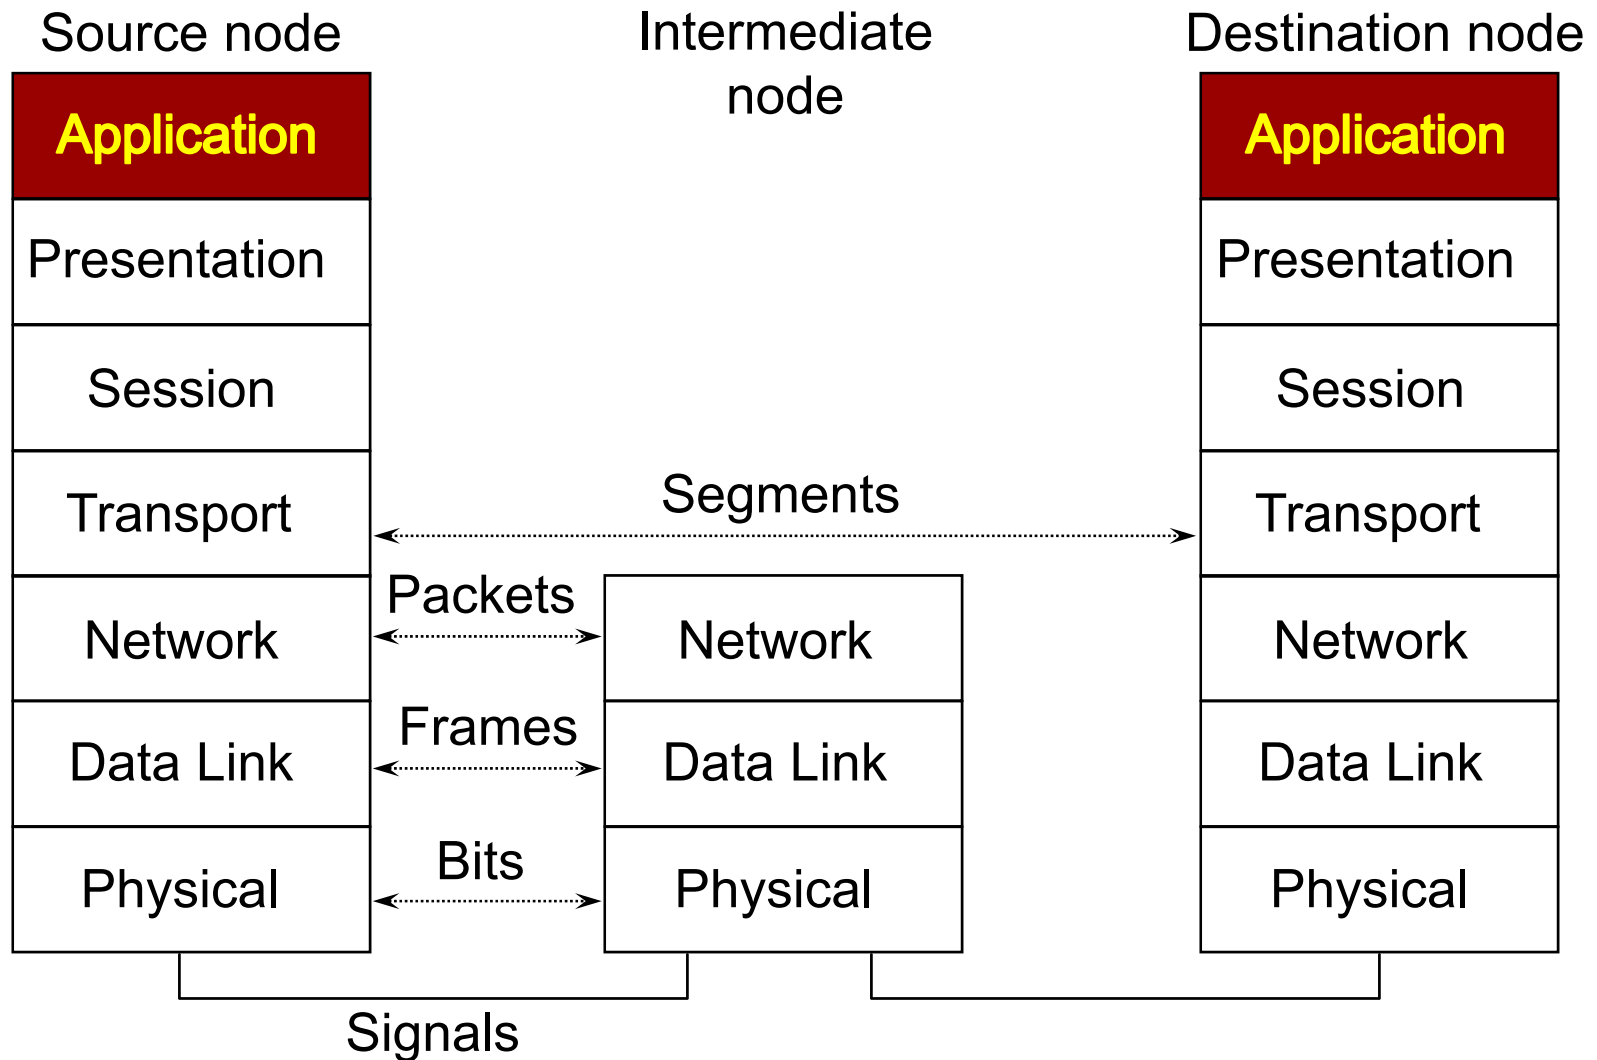 Source node
Intermediate
node
Destination node
Application
Application
Presentation
Presentation
Session
Session
Transport
Segments
Transport
Packets
Network
Network
Network
Frames
Data Link
Data Link
Data Link
Bits
Physical
Physical
Physical
Signals